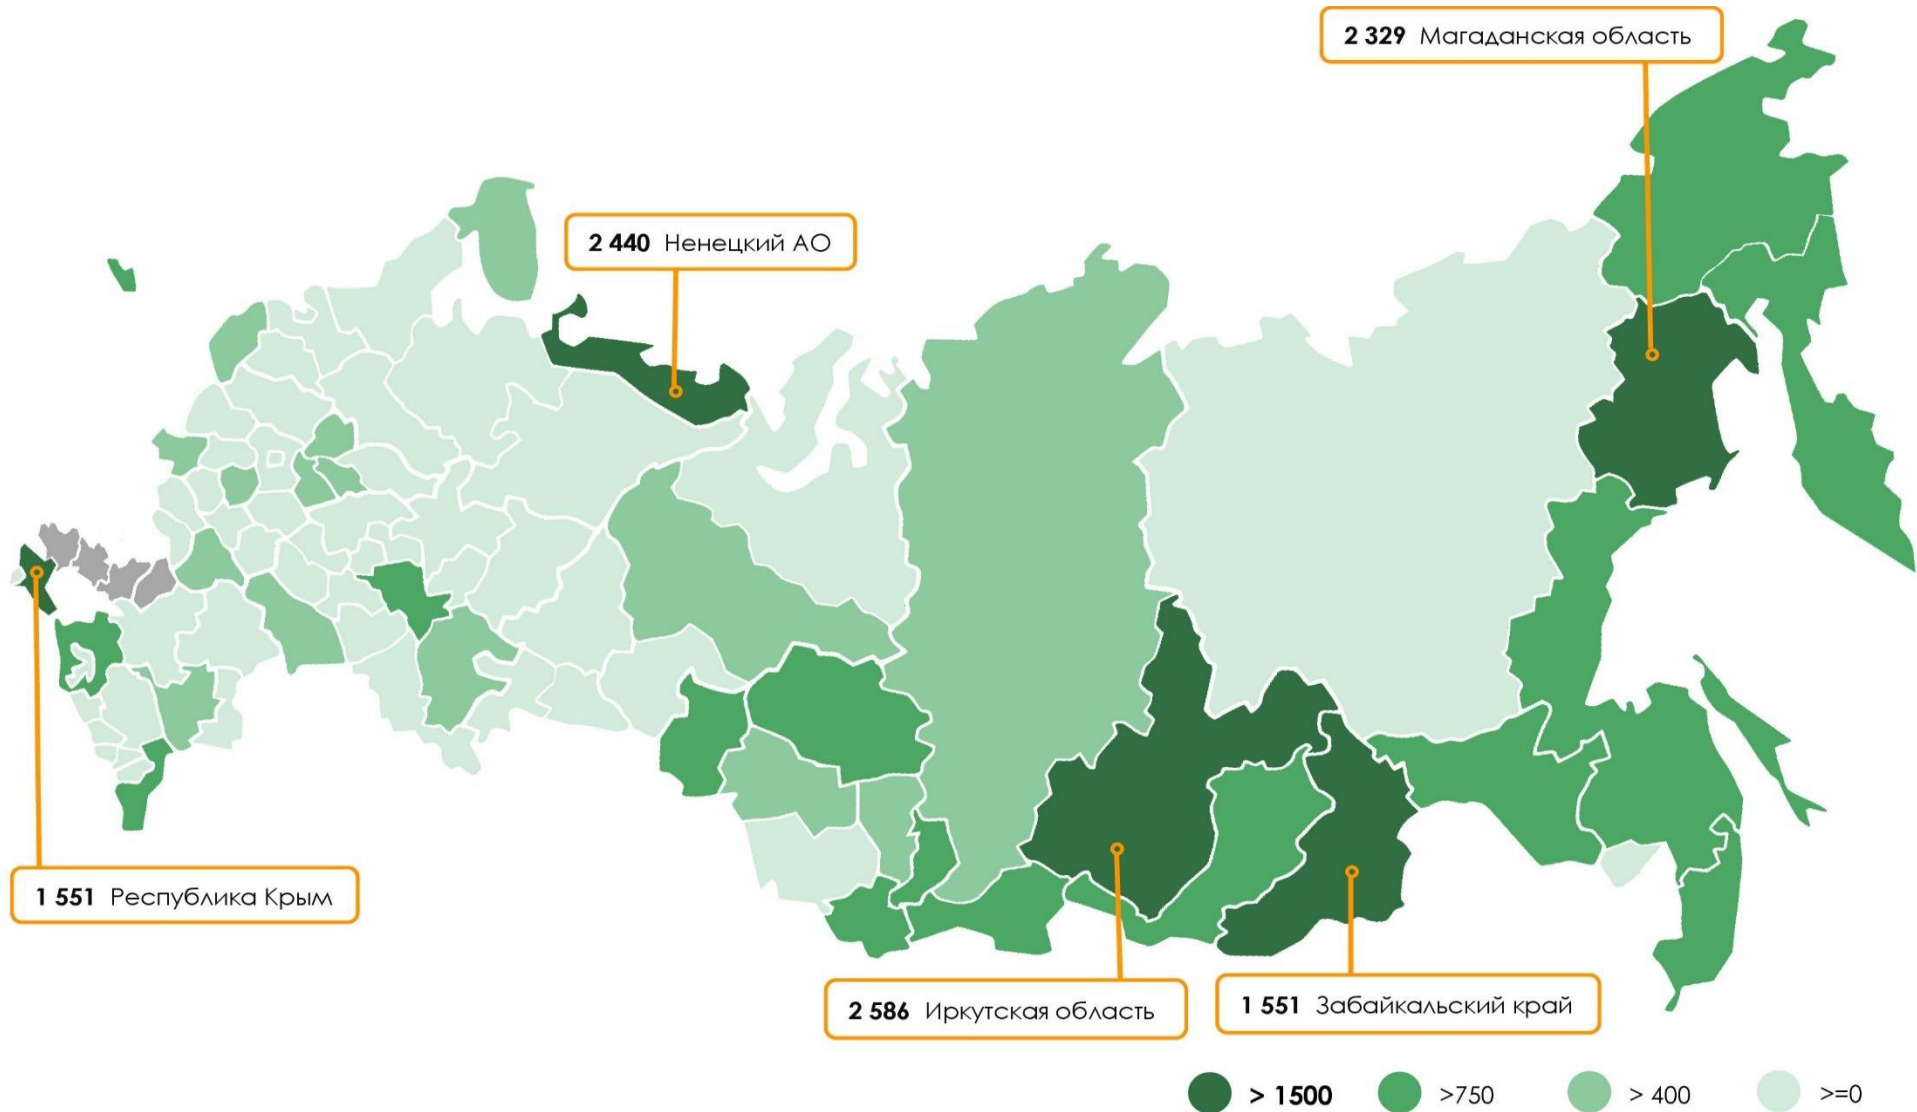 2 329 Магаданская область
2 440 Ненецкий АО
1 551 Республика Крым
2 586 Иркутская область
1 551 Забайкальский край
> 1500
>750
> 400
>=0